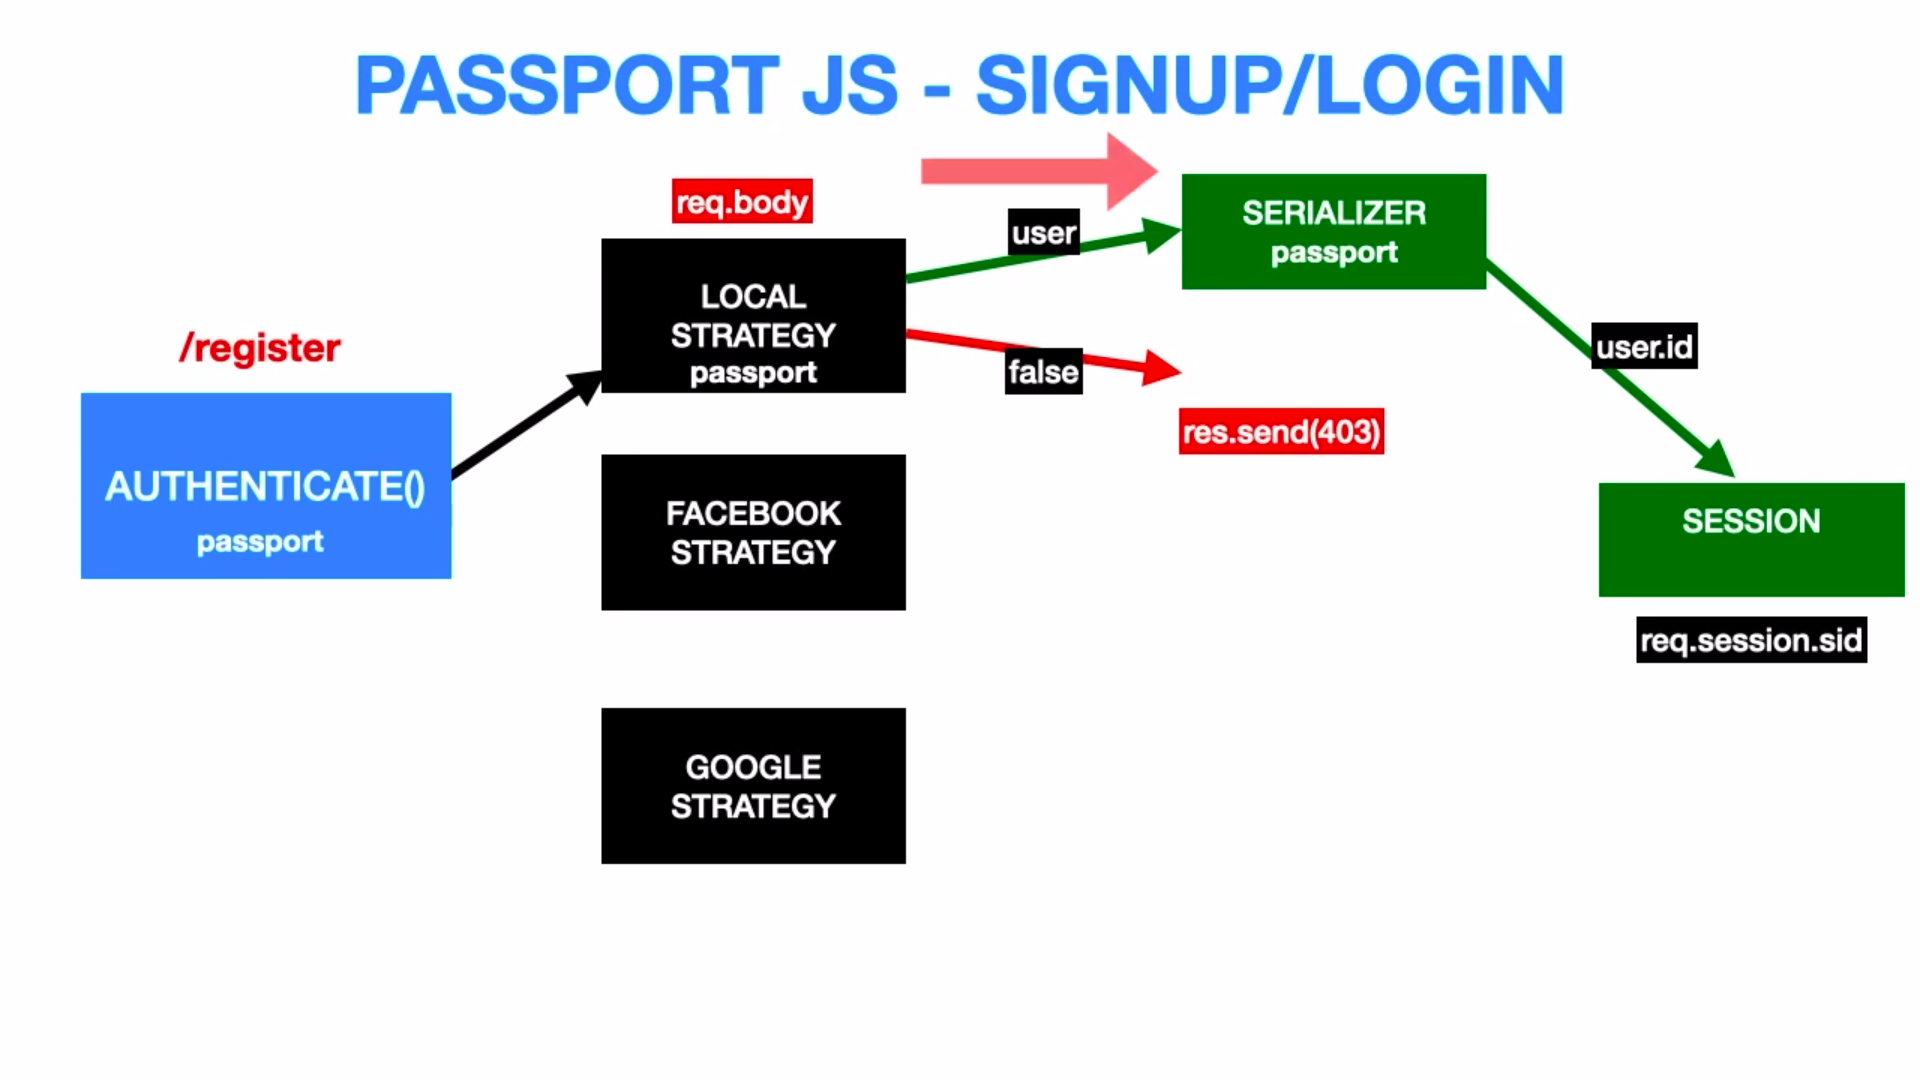 PASSPORT JS - SIGNUP/LOGIN
/register
AUTHENTICATE()
passport
req.body
LOCAL
STRATEGY
passport
FACEBOOK
STRATEGY
GOOGLE
STRATEGY
user
false
SERIALIZER
passport
res.send(403)
user.id
SESSION
req.session.sid